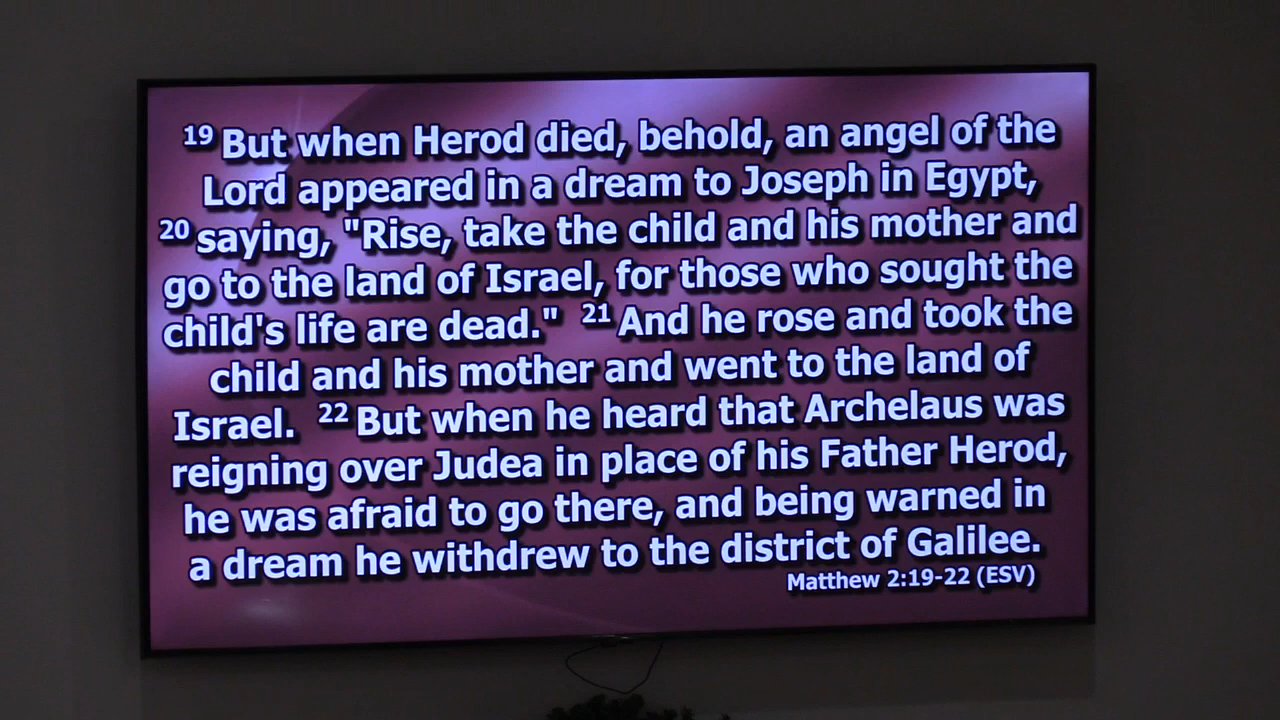 19 But when Herod died, behold, an angel of the
Lord appeared in a dream to Joseph in Egypt,
20 saying, "Rise, take the child and his mother and
go to the land of Israel, for those who sought the
child's life are dead." 21 And he rose and took the
child and his mother and went to the land of
Israel. 22 But when he heard that Archelaus was
reigning over Judea in place of his Father Herod,
he was afraid to go there, and being warned in
a dream he withdrew to the district of Galilee.
Matthew 2:19-22 (ESV)